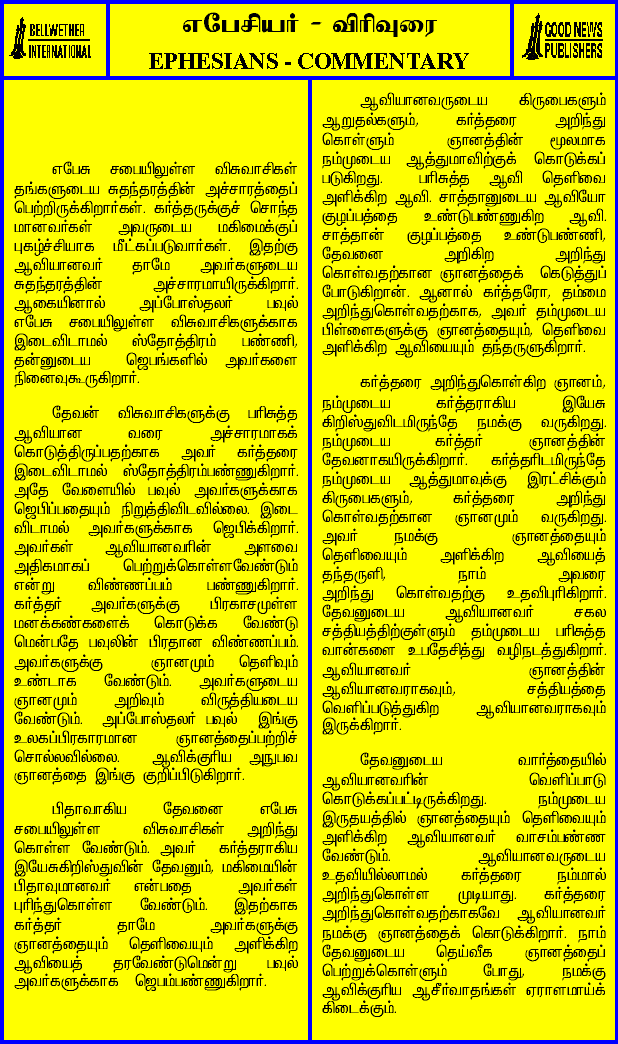 BELLWETHER
INTERNATIONAL
எபேசியர் - விரிவுரை
EPHESIANS - COMMENTARY
GOOD NEWS
PUBLISHERS
எபேசு சபையிலுள்ள விசுவாசிகள்
தங்களுடைய சுதந்தரத்தின் அச்சாரத்தைப்
பெற்றிருக்கிறார்கள். கர்த்தருக்குச் சொந்த
மானவர்கள் அவருடைய மகிமைக்குப்
புகழ்ச்சியாக மீட்கப்படுவார்கள். இதற்கு
ஆவியானவர் தாமே அவர்களுடைய
சுதந்தரத்தின் அச்சாரமாயிருக்கிறார்.
ஆகையினால் அப்போஸ்தலர் பவுல்
எபேசு சபையிலுள்ள விசுவாசிகளுக்காக
இடைவிடாமல் ஸ்தோத்திரம் பண்ணி,
தன்னுடைய ஜெபங்களில் அவர்களை
நினைவுகூருகிறார்.
தேவன் விசுவாசிகளுக்கு பரிசுத்த
ஆவியான வரை அச்சாரமாகக்
கொடுத்திருப்பதற்காக அவர் கர்த்தரை
இடைவிடாமல் ஸ்தோத்திரம்பண்ணுகிறார்.
அதே வேளையில் பவுல் அவர்களுக்காக
ஜெபிப்பதையும் நிறுத்திவிடவில்லை. இடை
விடாமல் அவர்களுக்காக ஜெபிக்கிறார்.
அவர்கள் ஆவியானவரின் அளவை
அதிகமாகப் பெற்றுக்கொள்ளவேண்டும்
என்று விண்ணப்பம் பண்ணுகிறார்.
கர்த்தர் அவர்களுக்கு பிரகாசமுள்ள
மனக்கண்களைக் கொடுக்க வேண்டு
மென்பதே பவுலின் பிரதான விண்ணப்பம்.
அவர்களுக்கு ஞானமும் தெளிவும்
உண்டாக வேண்டும். அவர்களுடைய
ஞானமும் அறிவும் விருத்தியடைய
வேண்டும். அப்போஸ்தலர் பவுல் இங்கு
உலகப்பிரகாரமான ஞானத்தைப்பற்றிச்
சொல்லவில்லை. ஆவிக்குரிய அநுபவ
ஞானத்தை இங்கு குறிப்பிடுகிறார்.
பிதாவாகிய தேவனை எபேசு
சபையிலுள்ள விசுவாசிகள் அறிந்து
கொள்ள வேண்டும். அவர் கர்த்தராகிய
இயேசுகிறிஸ்துவின் தேவனும், மகிமையின்
பிதாவுமானவர் என்பதை அவர்கள்
புரிந்துகொள்ள வேண்டும். இதற்காக
கர்த்தர் தாமே அவர்களுக்கு
ஞானத்தையும் தெளிவையும் அளிக்கிற
ஆவியைத் தரவேண்டுமென்று பவுல்
அவர்களுக்காக ஜெபம்பண்ணுகிறார்.
ஆவியானவருடைய கிருபைகளும்
ஆறுதல்களும், கர்த்தரை அறிந்து
கொள்ளும் ஞானத்தின் மூலமாக
நம்முடைய ஆத்துமாவிற்குக் கொடுக்கப்
படுகிறது. பரிசுத்த ஆவி தெளிவை
அளிக்கிற ஆவி. சாத்தானுடைய ஆவியோ
குழப்பத்தை உண்டுபண்ணுகிற ஆவி.
சாத்தான் குழப்பத்தை உண்டுபண்ணி,
தேவனை அறிகிற அறிந்து
கொள்வதற்கான ஞானத்தைக் கெடுத்துப்
போடுகிறான். ஆனால் கர்த்தரோ, தம்மை
அறிந்துகொள்வதற்காக, அவர் தம்முடைய
பிள்ளைகளுக்கு ஞானத்தையும், தெளிவை
அளிக்கிற ஆவியையும் தந்தருளுகிறார்.
கர்த்தரை அறிந்துகொள்கிற ஞானம்,
நம்முடைய கர்த்தராகிய இயேசு
கிறிஸ்துவிடமிருந்தே நமக்கு வருகிறது.
நம்முடைய கர்த்தர் ஞானத்தின்
தேவனாகயிருக்கிறார். கர்த்தரிடமிருந்தே
நம்முடைய ஆத்துமாவுக்கு இரட்சிக்கும்
கிருபைகளும், கர்த்தரை அறிந்து
கொள்வதற்கான ஞானமும் வருகிறது.
அவர் நமக்கு ஞானத்தையும்
தெளிவையும் அளிக்கிற ஆவியைத்
தந்தருளி, நாம் அவரை
அறிந்து கொள்வதற்கு உதவிபுரிகிறார்.
தேவனுடைய ஆவியானவர் சகல
சத்தியத்திற்குள்ளும் தம்முடைய பரிசுத்த
வான்களை உபதேசித்து வழிநடத்துகிறார்.
ஆவியானவர் ஞானத்தின்
ஆவியானவராகவும், சத்தியத்தை
வெளிப்படுத்துகிற ஆவியானவராகவும்
இருக்கிறார்.
தேவனுடைய வார்த்தையில்
ஆவியானவரின் வெளிப்பாடு
கொடுக்கப்பட்டிருக்கிறது. நம்முடைய
இருதயத்தில் ஞானத்தையும் தெளிவையும்
அளிக்கிற ஆவியானவர் வாசம்பண்ண
வேண்டும். ஆவியானவருடைய
உதவியில்லாமல் கர்த்தரை நம்மால்
அறிந்துகொள்ள முடியாது. கர்த்தரை
அறிந்துகொள்வதற்காகவே ஆவியானவர்
நமக்கு ஞானத்தைக் கொடுக்கிறார். நாம்
தேவனுடைய தெய்வீக ஞானத்தைப்
பெற்றுக்கொள்ளும் போது, நமக்கு
ஆவிக்குரிய ஆசீர்வாதங்கள் ஏராளமாய்க்
கிடைக்கும்.